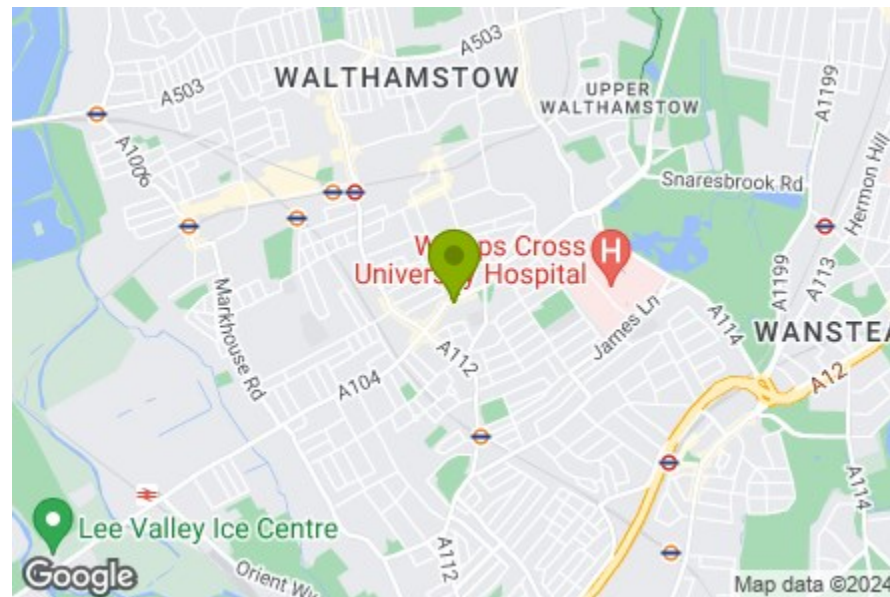 A503
A503
WALTHAMSTOW
UPPER
WALTHAMSTOW
A1199
A1006
Hermon Hill
Snaresbrook Rd
Cross
University Hospital
H
A1199
A113
Markhouse Rd
James Ln
A114
WANSTEA
A112
A104
A12
A114
Lee Valley Ice Centre
A112
Orient W
Google
Map data ©2024